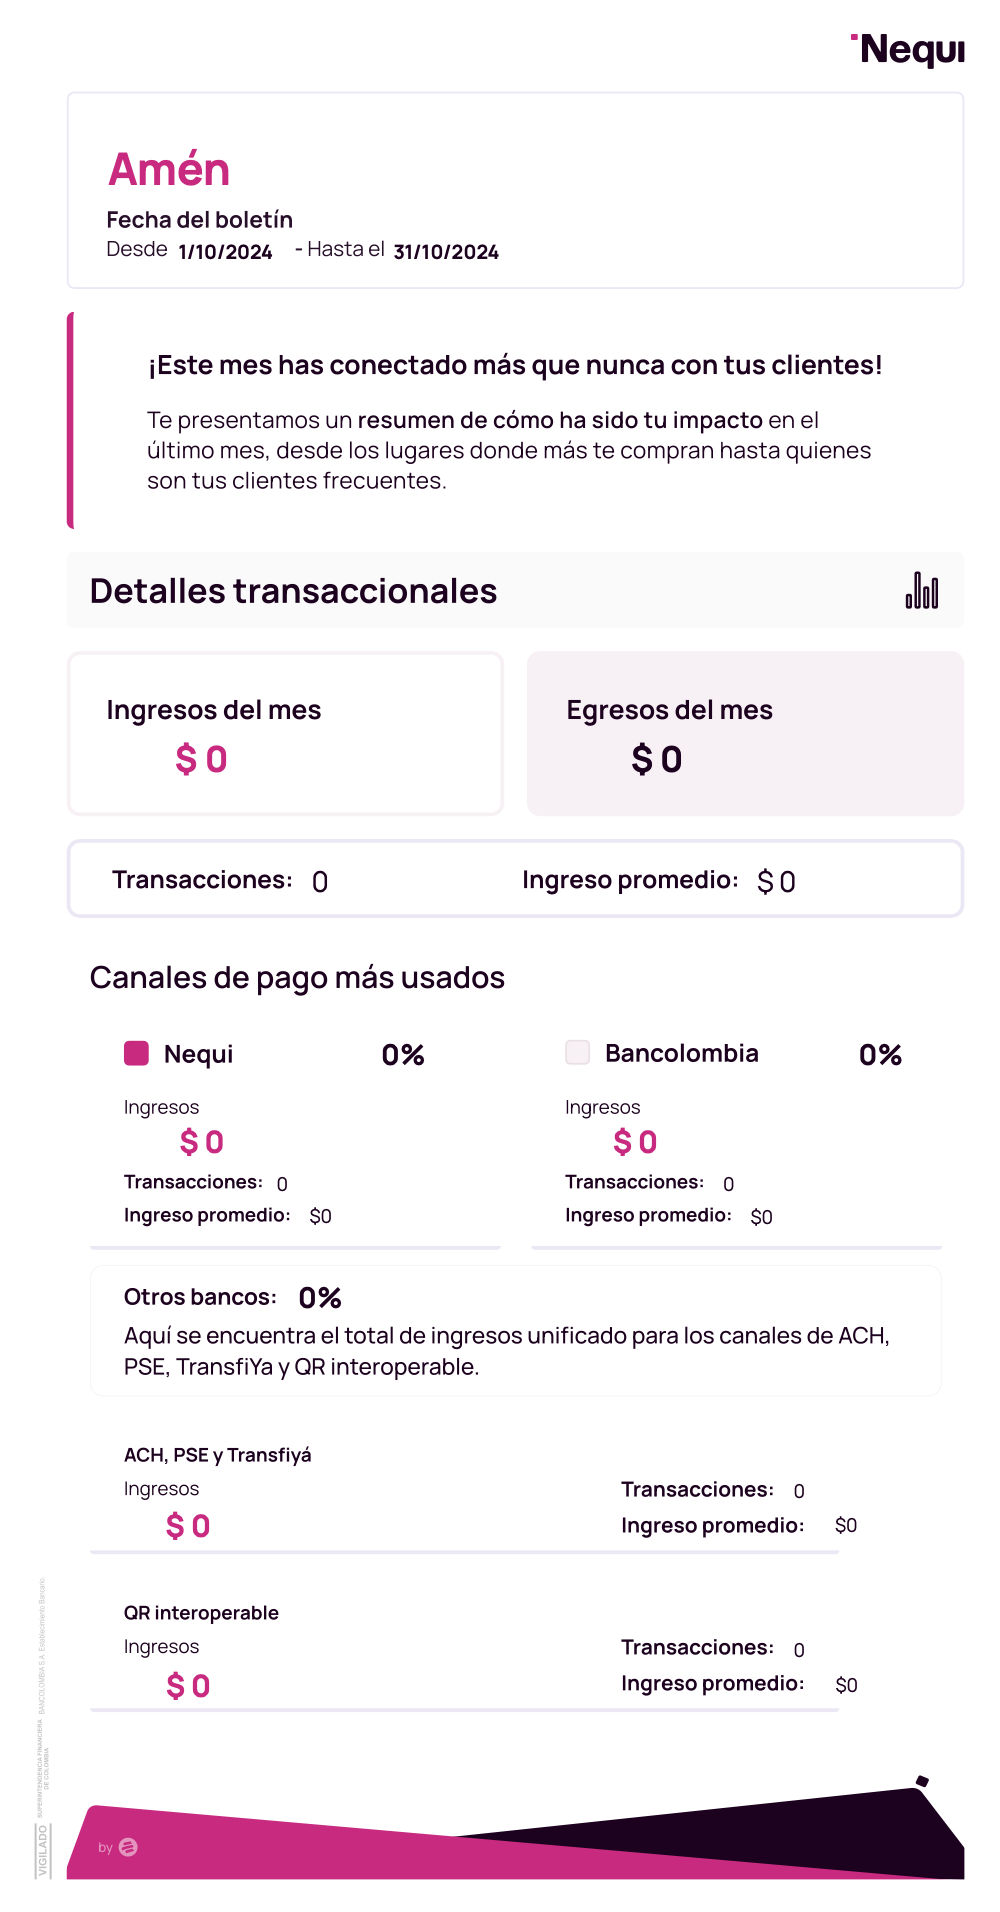 Nequi
Amén
Fecha del boletín
Desde 1/10/2024 - Hasta el 31/10/2024
¡Este mes has conectado más que nunca con tus clientes!
Te presentamos un resumen de cómo ha sido tu impacto en el
último mes, desde los lugares donde más te compran hasta quienes
son tus clientes frecuentes.
Detalles transaccionales
Ingresos del mes
$ 0
Egresos del mes
$ 0
Transacciones: 0
Ingreso promedio: $ 0
Canales de pago más usados
Nequi 0%
Ingresos
$ 0
Transacciones: 0
Ingreso promedio: $0
Bancolombia 0%
Ingresos
$ 0
Transacciones: 0
Ingreso promedio: $0
Otros bancos: 0%
Aquí se encuentra el total de ingresos unificado para los canales de ACH,
PSE, TransfiYa y QR interoperable.
ACH, PSE y Transfiyá
Ingresos
$ 0
Transacciones: 0
Ingreso promedio: $0
QR interoperable
Ingresos
$ 0
Transacciones: 0
Ingreso promedio: $0
by
VIGILADO
SUPERINTENDENCIA FINANCIERA
DE COLOMBIA
BANCOLOMBIA S.A. Establecimiento Bancario.